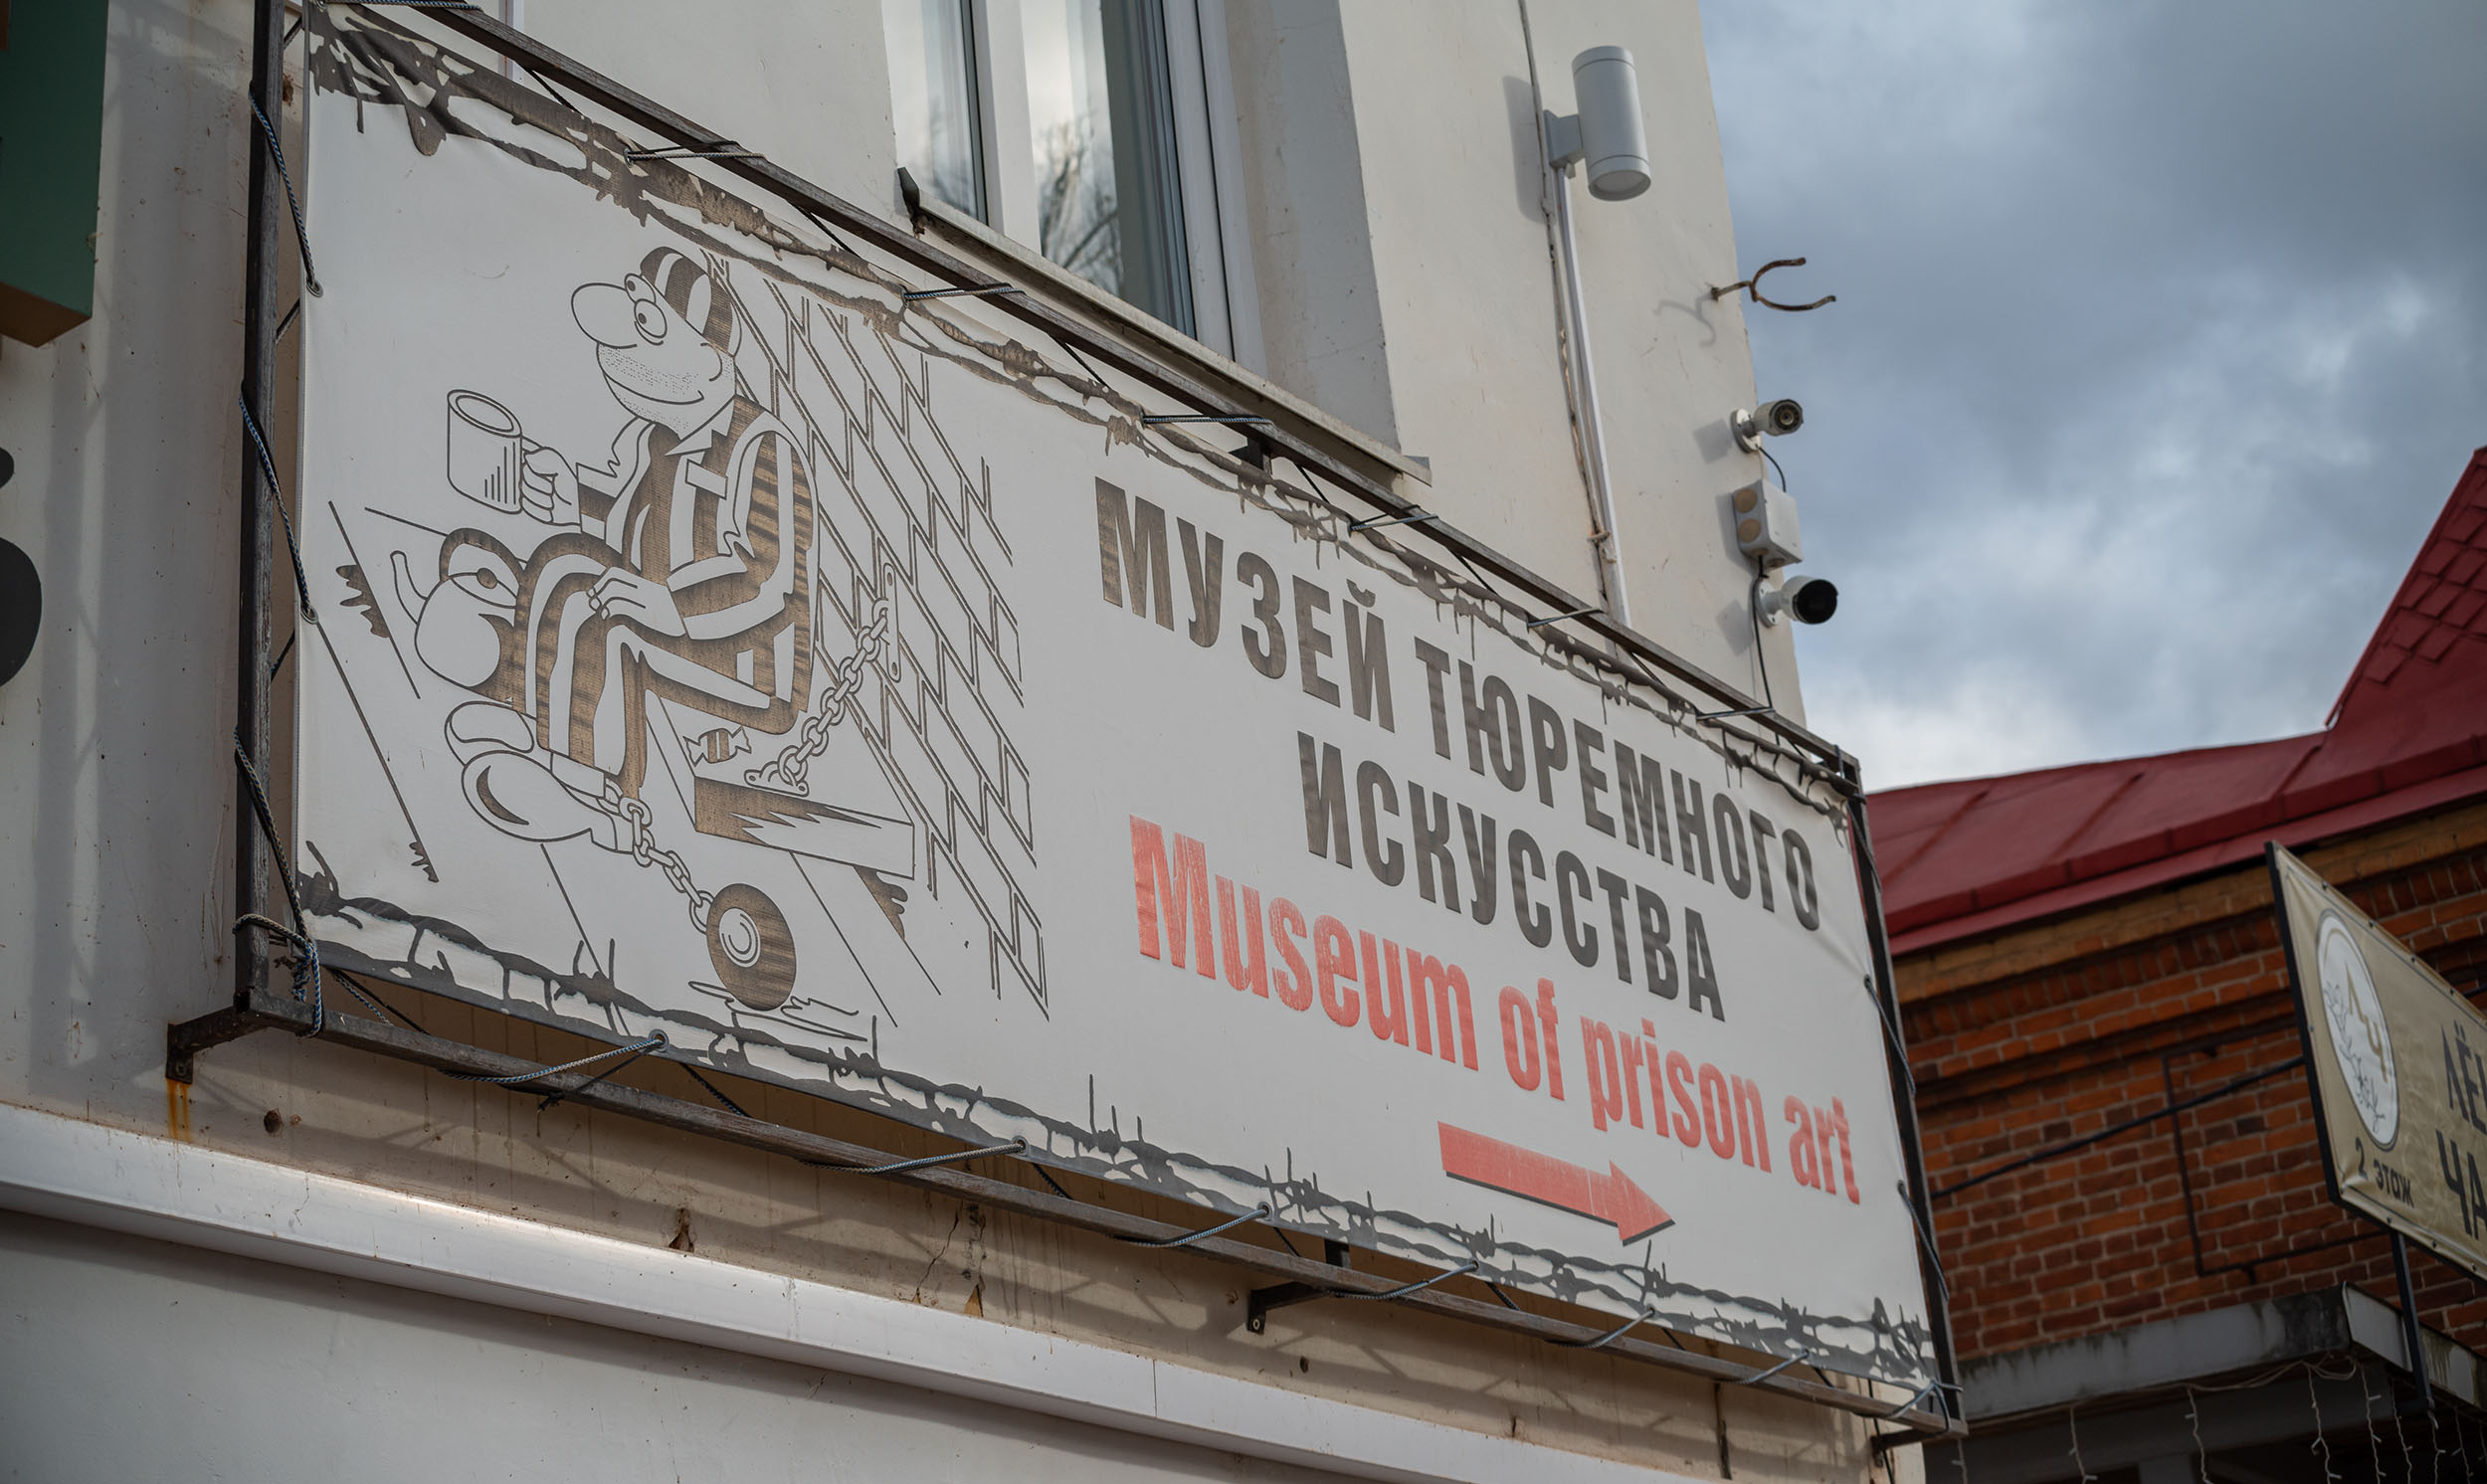 МУЗЕЙ ТЮРЕМНОГО
ИСКУССТВА
Museum of prison art
2 этаж